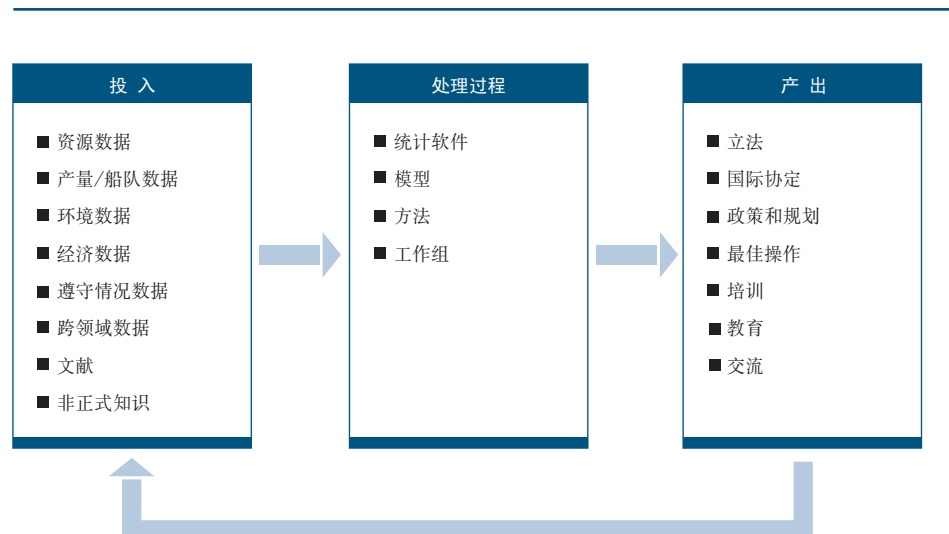 投 入
资源数据
产量/船队数据
环境数据
经济数据
遵守情况数据
跨领域数据
文献
非正式知识
处理过程
统计软件
模型
方法
工作组
产 出
立法
国际协定
政策和规划
最佳操作
培训
教育
交流